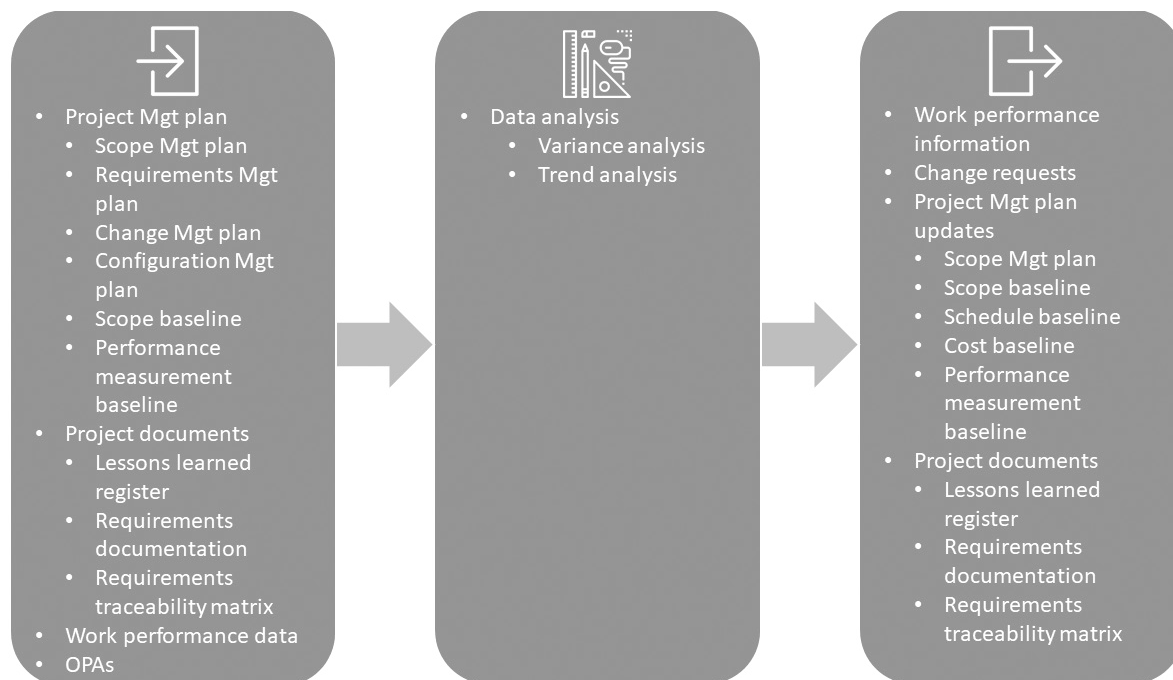 • Project Mgt plan
• Scope Mgt plan
• Requirements Mgt
plan
• Change Mgt plan
• Configuration Mgt
plan
• Scope baseline
• Performance
measurement
baseline
• Project documents
• Lessons learned
register
• Requirements
documentation
• Requirements
traceability matrix
• Work performance data
• OPAs
• Data analysis
• Variance analysis
• Trend analysis
• Work performance
information
• Change requests
• Project Mgt plan
updates
• Scope Mgt plan
• Scope baseline
• Schedule baseline
• Cost baseline
• Performance
measurement
baseline
• Project documents
• Lessons learned
register
• Requirements
documentation
• Requirements
traceability matrix